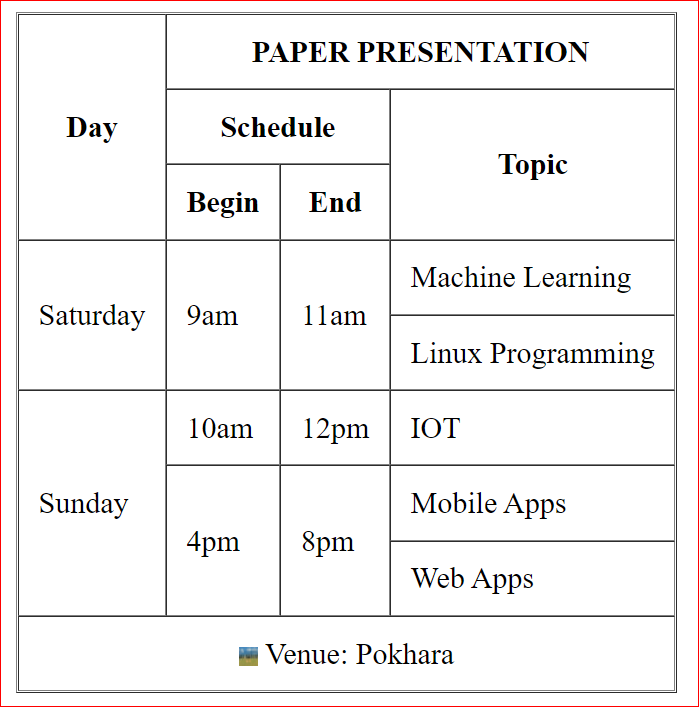 PAPER PRESENTATION
Day
Schedule
Topic
Begin End
Saturday 9am 11am
Machine Learning
Linux Programming
Sunday
10am 12pm IOT
4pm 8pm
Mobile Apps
Web Apps
Venue: Pokhara